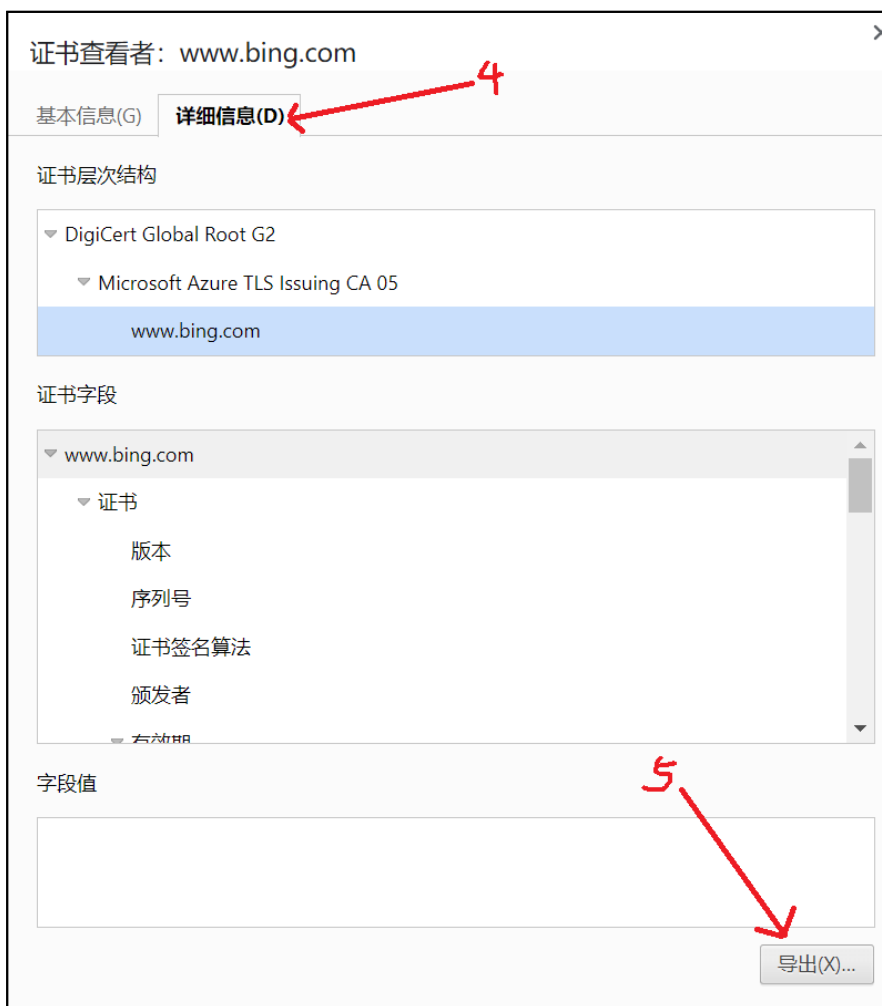 证书查看者：www.bing.com
4
基本信息(G) 详细信息(D)
证书层次结构
DigiCert Global Root G2
Microsoft Azure TLS Issuing CA 05
www.bing.com
证书字段
www.bing.com
证书
版本
序列号
证书签名算法
颁发者
有效期
字段值
5
导出(X)...